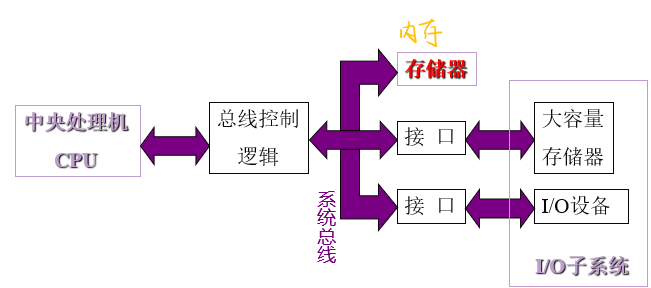 内存
存储器
中央处理机
CPU
总线控制
逻辑
接 口
大容量
存储器
系统总线
接 口
I/O设备
I/O子系统